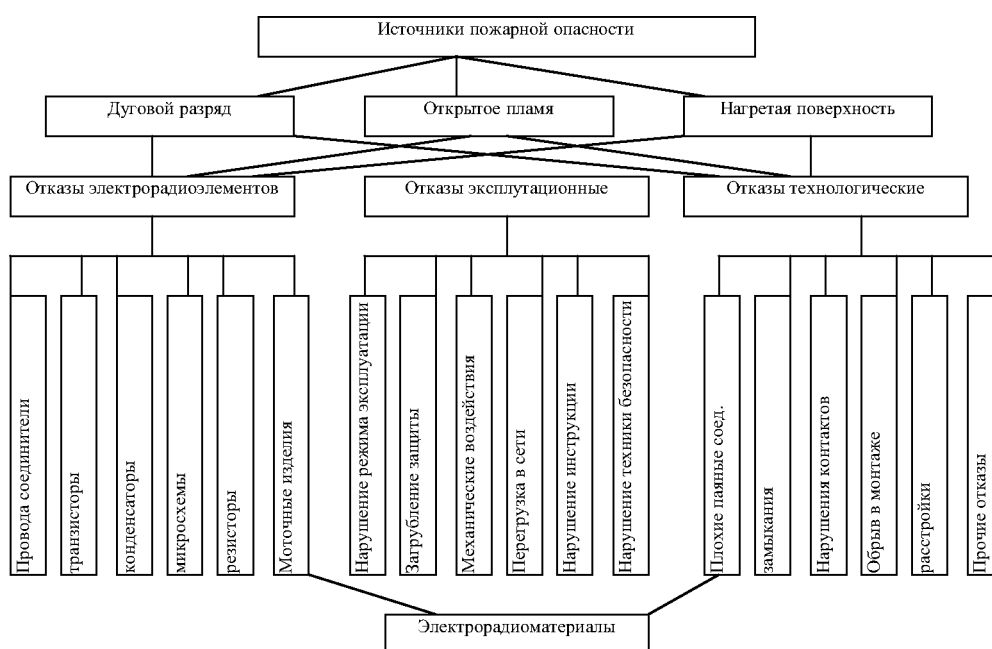 Источники пожарной опасности
Дуговой разряд
Открытое пламя
Нагретая поверхность
Отказы электрорадиоэлементов
Отказы эксплутационные
Отказы технологические
Провода соединители
транзисторы
конденсаторы
микросхемы
резисторы
Моточные изделия
Нарушение режима эксплуатации
Загрубление защиты
Механические воздействия
Перегрузка в сети
Нарушение инструкции
Нарушение техники безопасности
Плохие паяные соед.
замыкания
Нарушения контактов
Обрыв в монтаже
расстройки
Прочие отказы
Электрорадиоматериалы